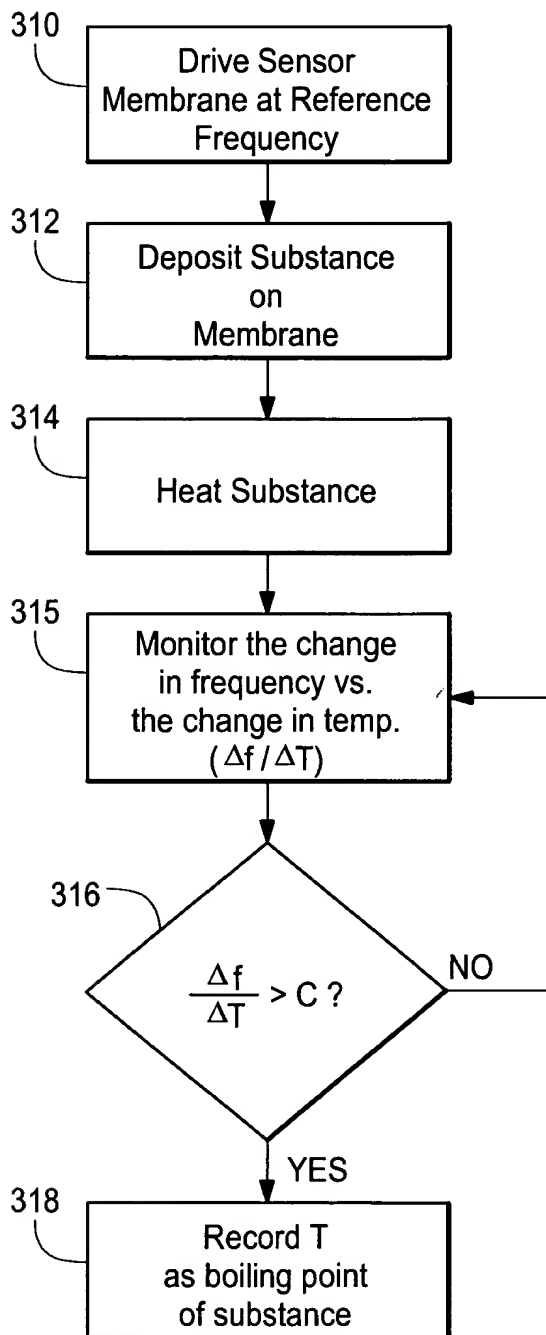 310
Drive Sensor
Membrane at Reference
Frequency
312
Deposit Substance
on
Membrane
314
Heat Substance
315
Monitor the change
in frequency vs.
the change in temp.
(Δf / ΔT)
316
Δf
ΔT
> C ?
NO
YES
318
Record T
as boiling point
of substance